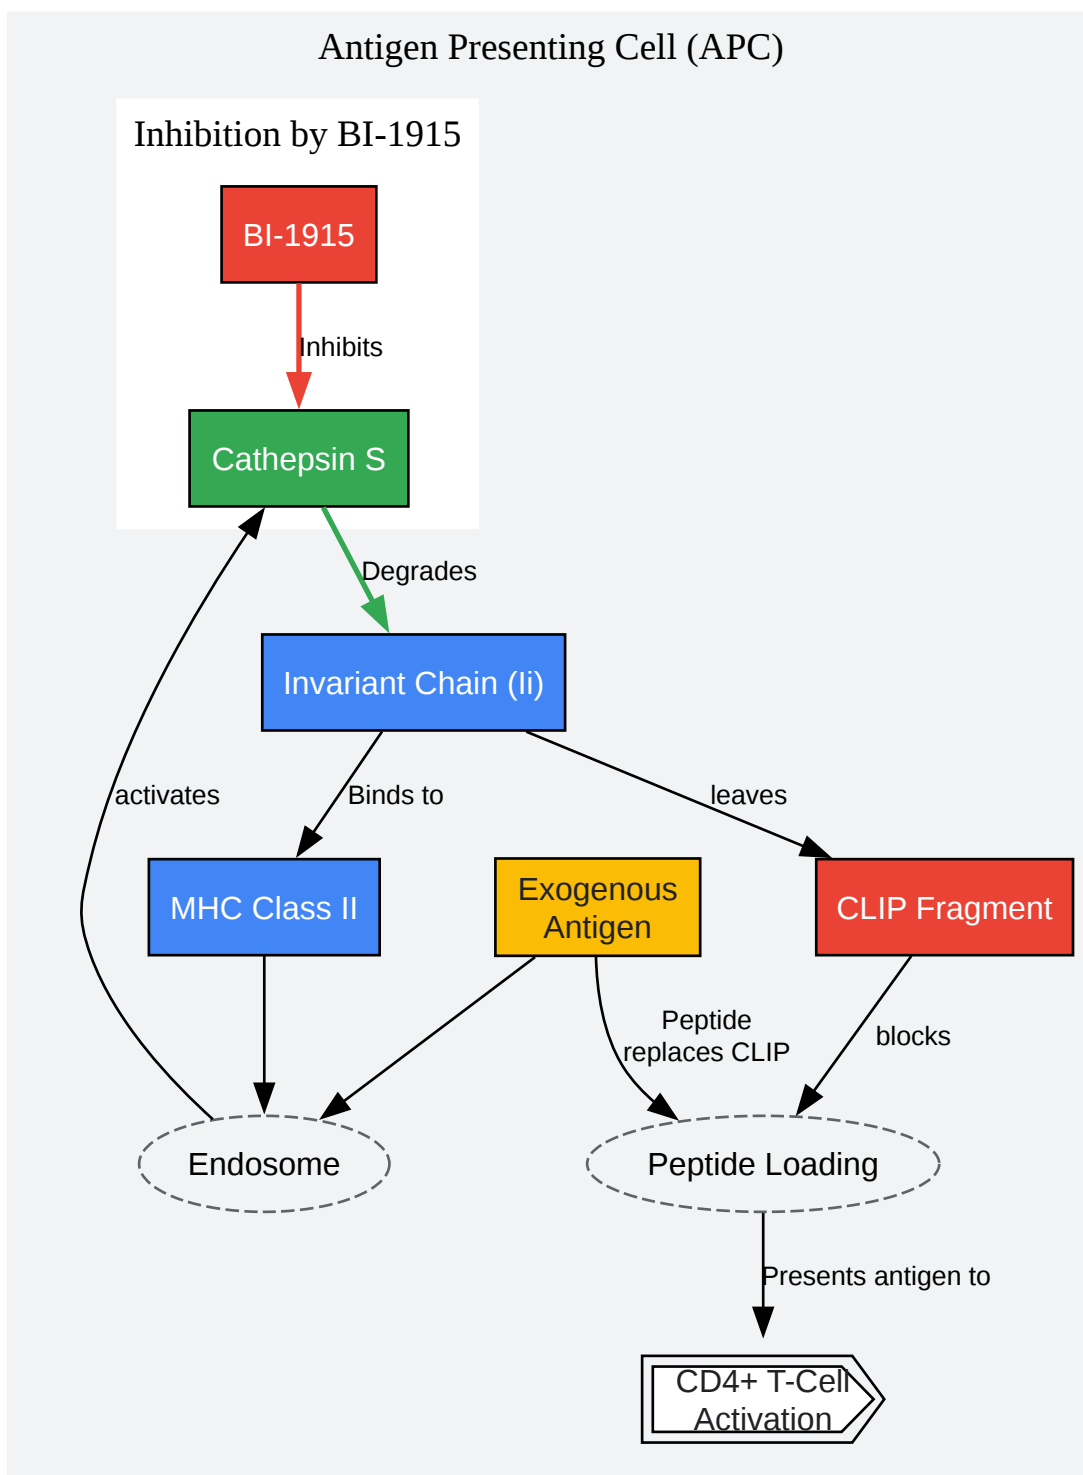 Antigen Presenting Cell (APC)
Inhibition by BI-1915
BI-1915
Inhibits
Cathepsin S
Degrades
Invariant Chain (Ii)
activates
Binds to
leaves
MHC Class II
Exogenous
Antigen
CLIP Fragment
Peptide
replaces CLIP
blocks
Endosome
Peptide Loading
Presents antigen to
CD4+ T-Cell
Activation